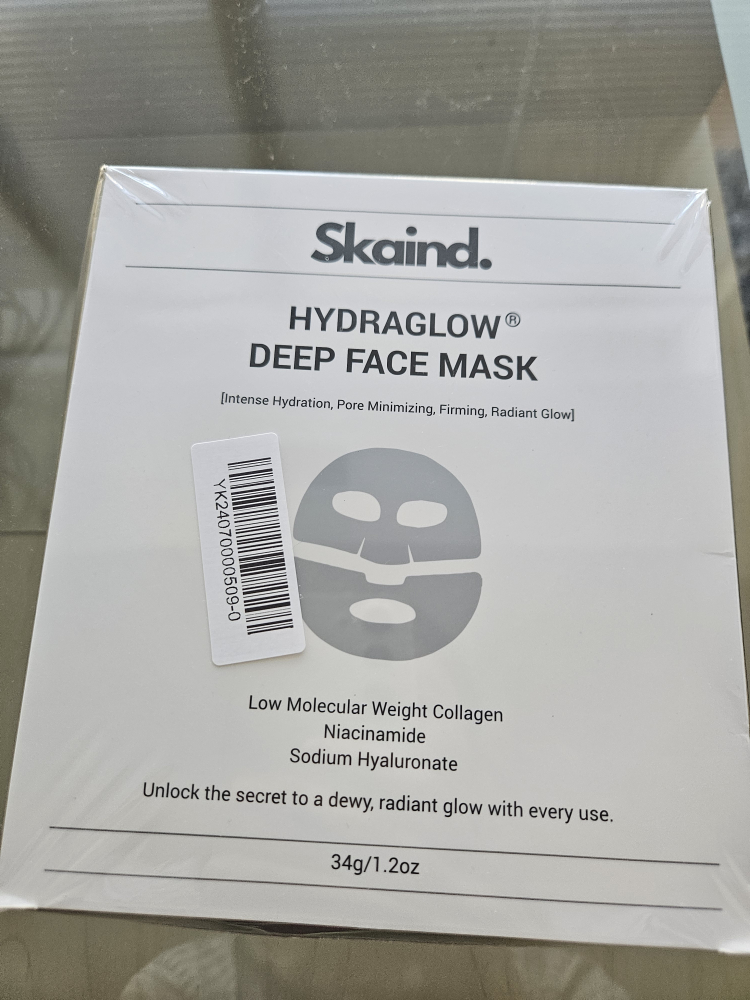 Skaind.
HYDRAGLOW®
DEEP FACE MASK
[Intense Hydration, Pore Minimizing, Firming, Radiant Glow]
YK24070000509-0
Low Molecular Weight Collagen
Niacinamide
Sodium Hyaluronate
Unlock the secret to a dewy, radiant glow with every use.
34g/1.2oz